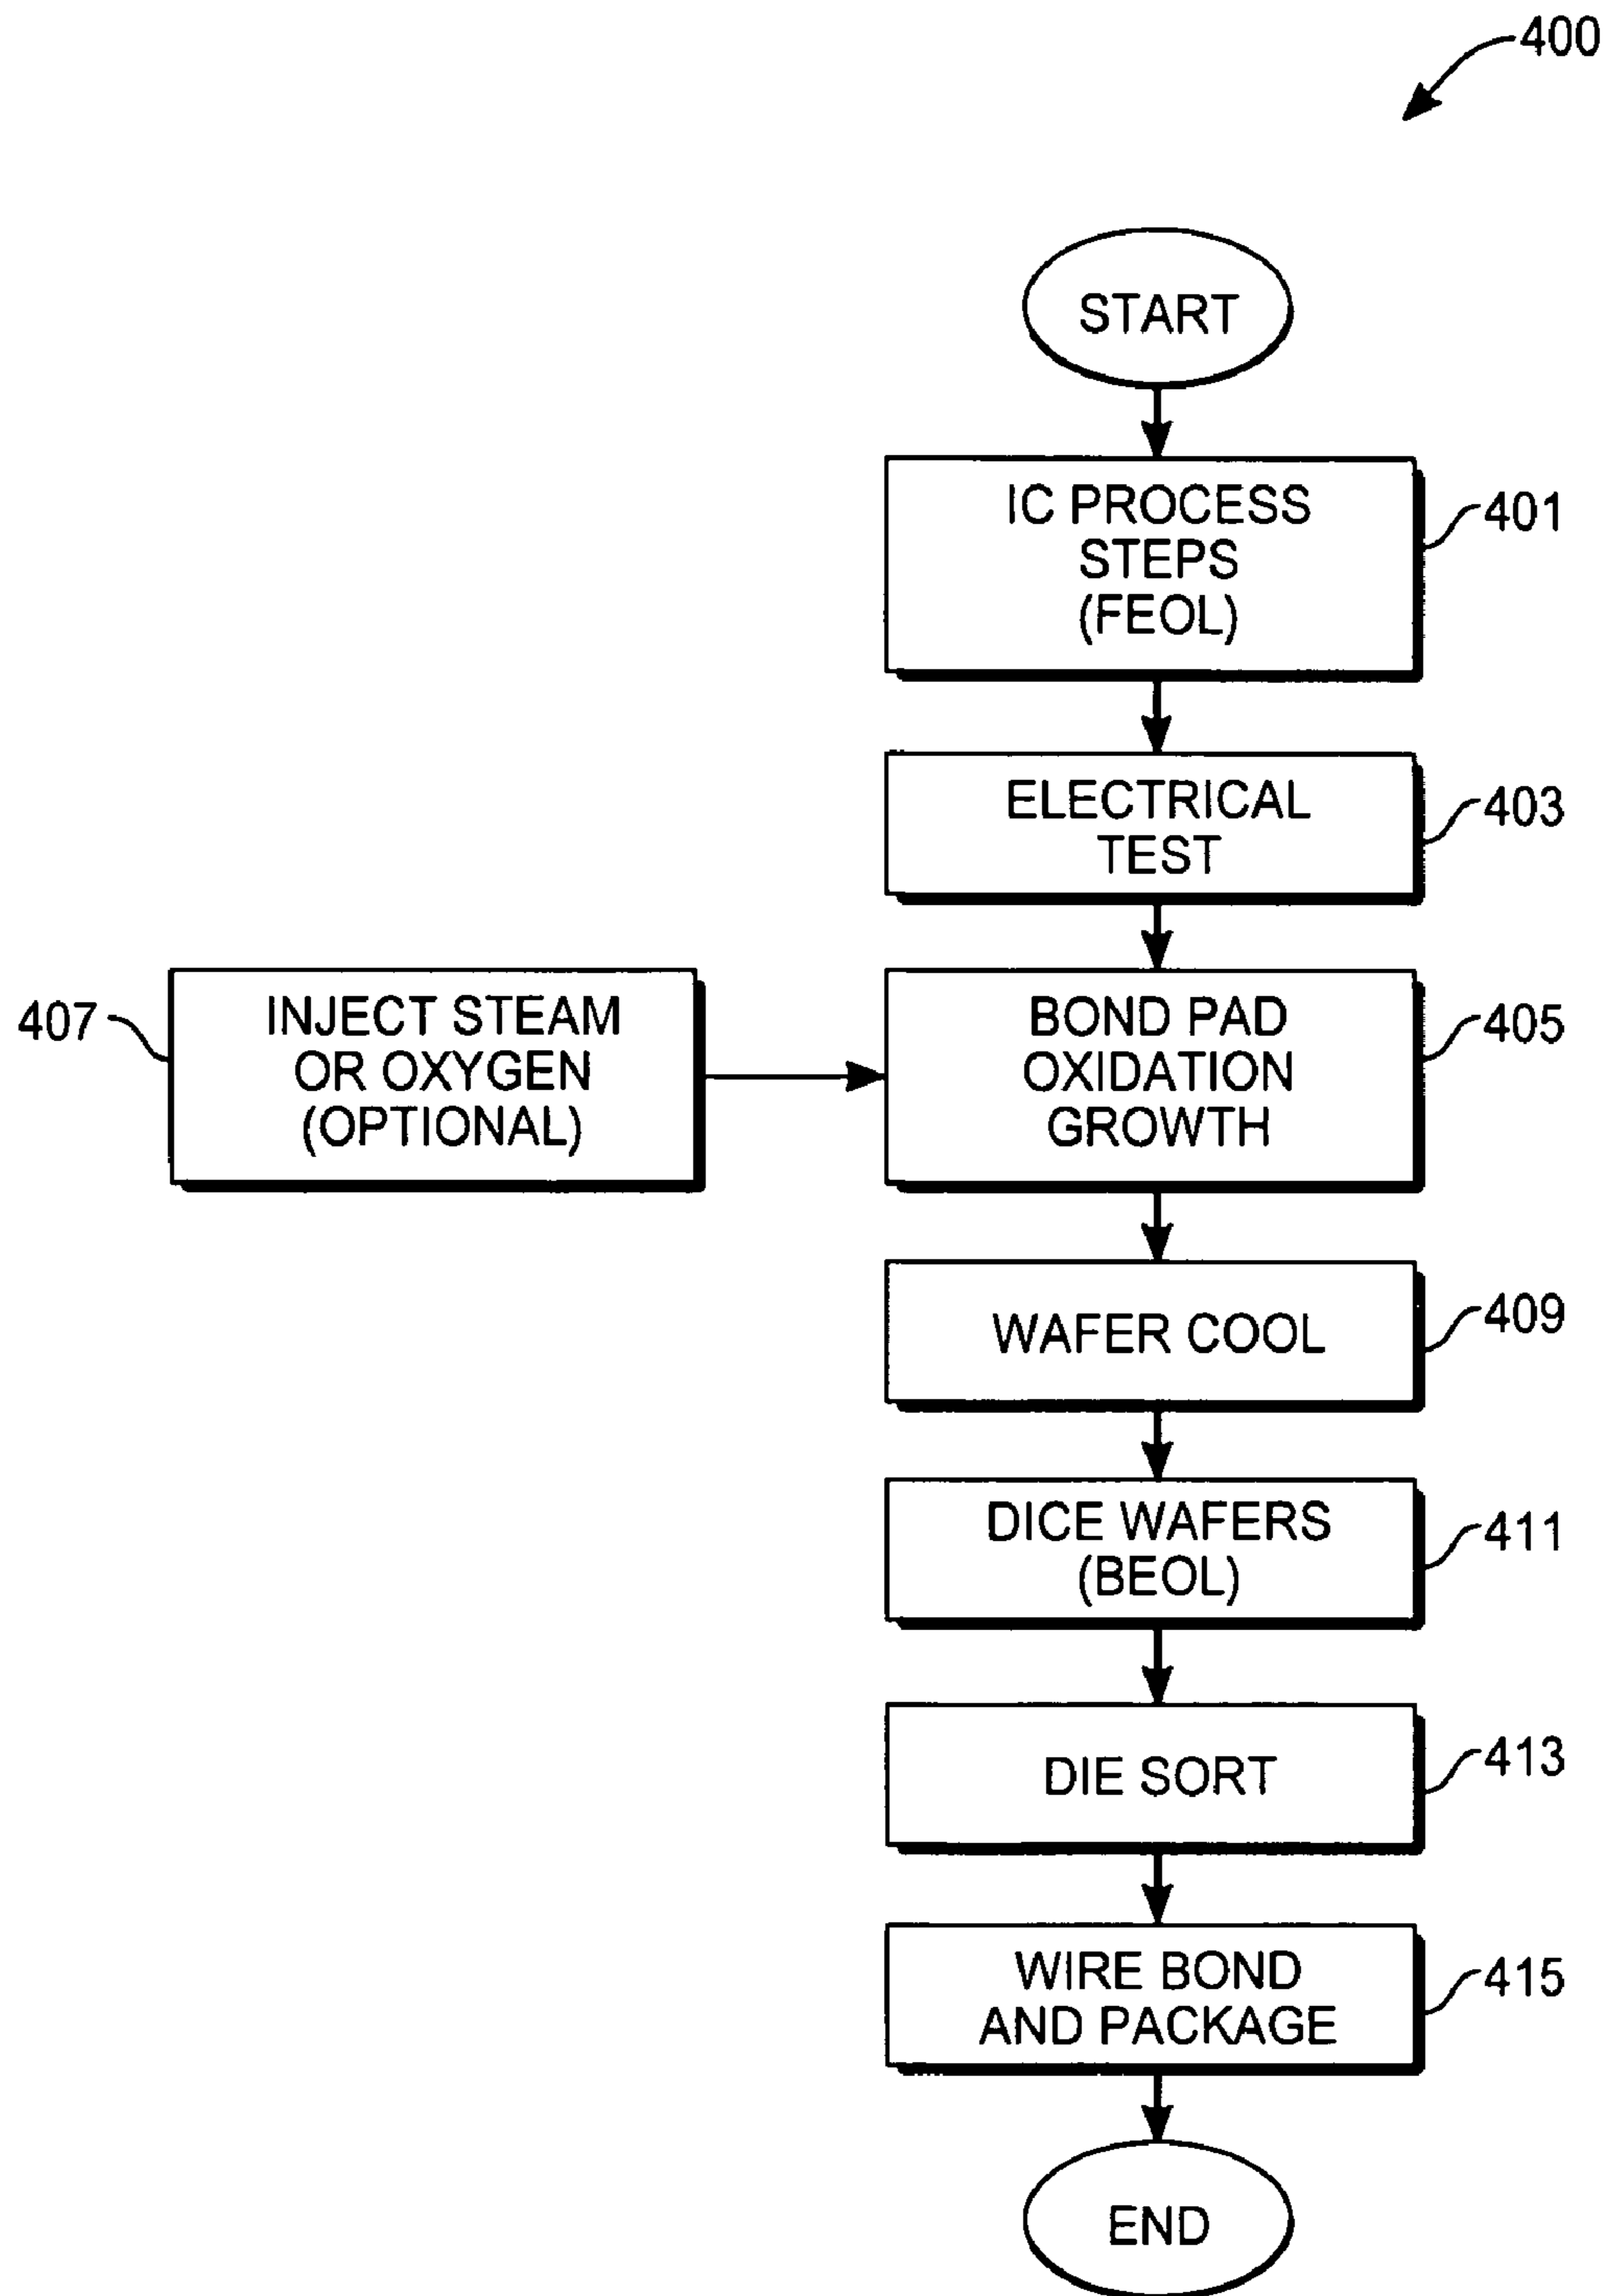 400
START
IC PROCESS
STEPS
(FEOL)
401
ELECTRICAL
TEST
403
407
INJECT STEAM
OR OXYGEN
(OPTIONAL)
BOND PAD
OXIDATION
GROWTH
405
WAFER COOL
409
DICE WAFERS
(BEOL)
411
DIE SORT
413
WIRE BOND
AND PACKAGE
415
END